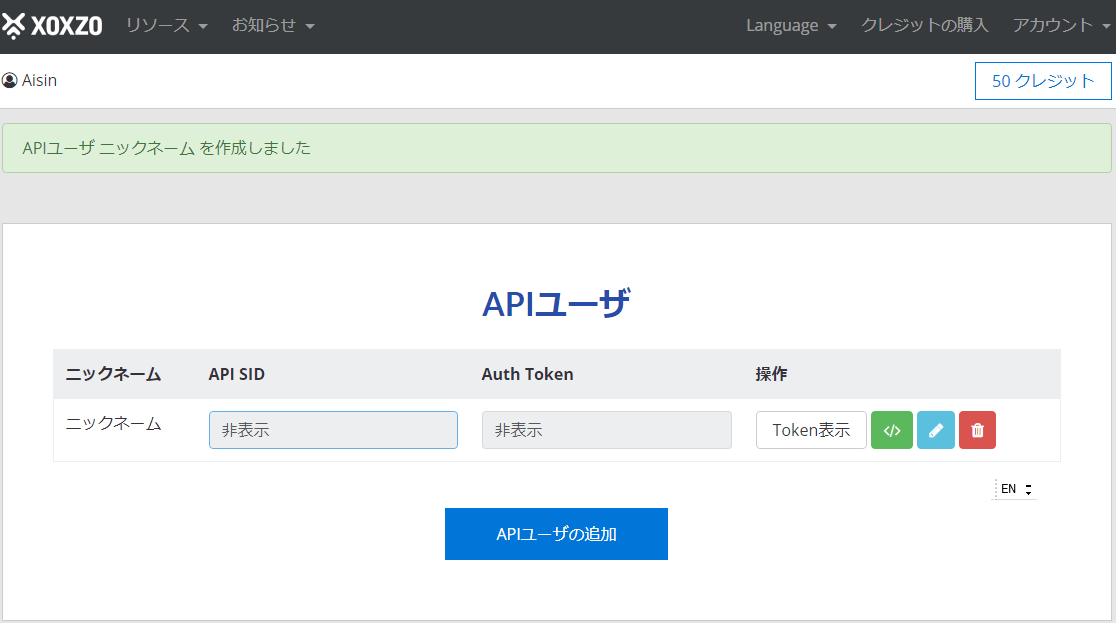 XOXZO リソース お知らせ Language クレジットの購入 アカウント
Aisin 50 クレジット
APIユーザ ニックネーム を作成しました
APIユーザ
ニックネーム API SID Auth Token 操作
ニックネーム 非表示 非表示 Token表示 </>
EN
APIユーザの追加